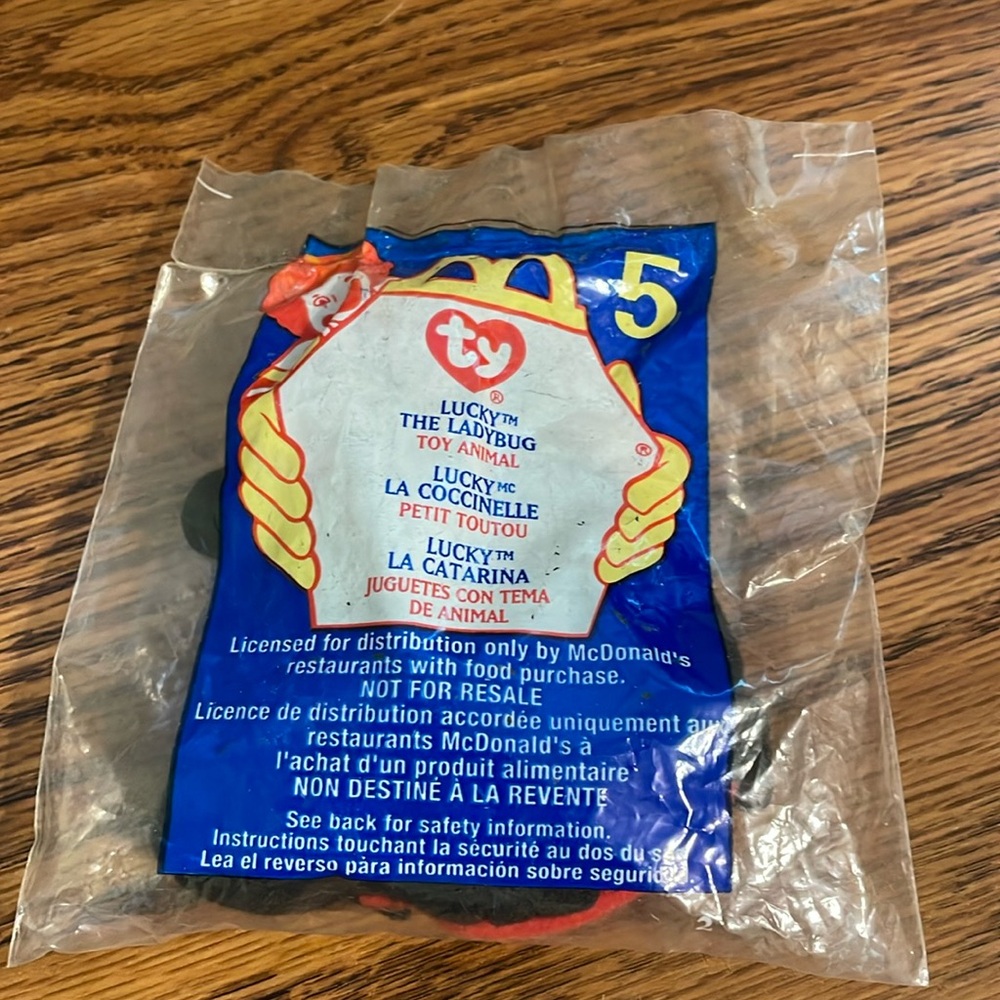 5
ty
®
LUCKY™
THE LADYBUG
TOY ANIMAL
®
LUCKY MC
LA COCCINELLE
PETIT TOUTOU
LUCKY™
LA CATARINA
JUGUETES CON TEMA
DE ANIMAL
Licensed for distribution only by McDonald's
restaurants with food purchase.
NOT FOR RESALE
Licence de distribution accordée uniquement aux
restaurants McDonald's à
l'achat d'un produit alimentaire
NON DESTINÉ À LA REVENTE
See back for safety information.
Instructions touchant la sécurité au dos du
Lea el reverso para información sobre
2